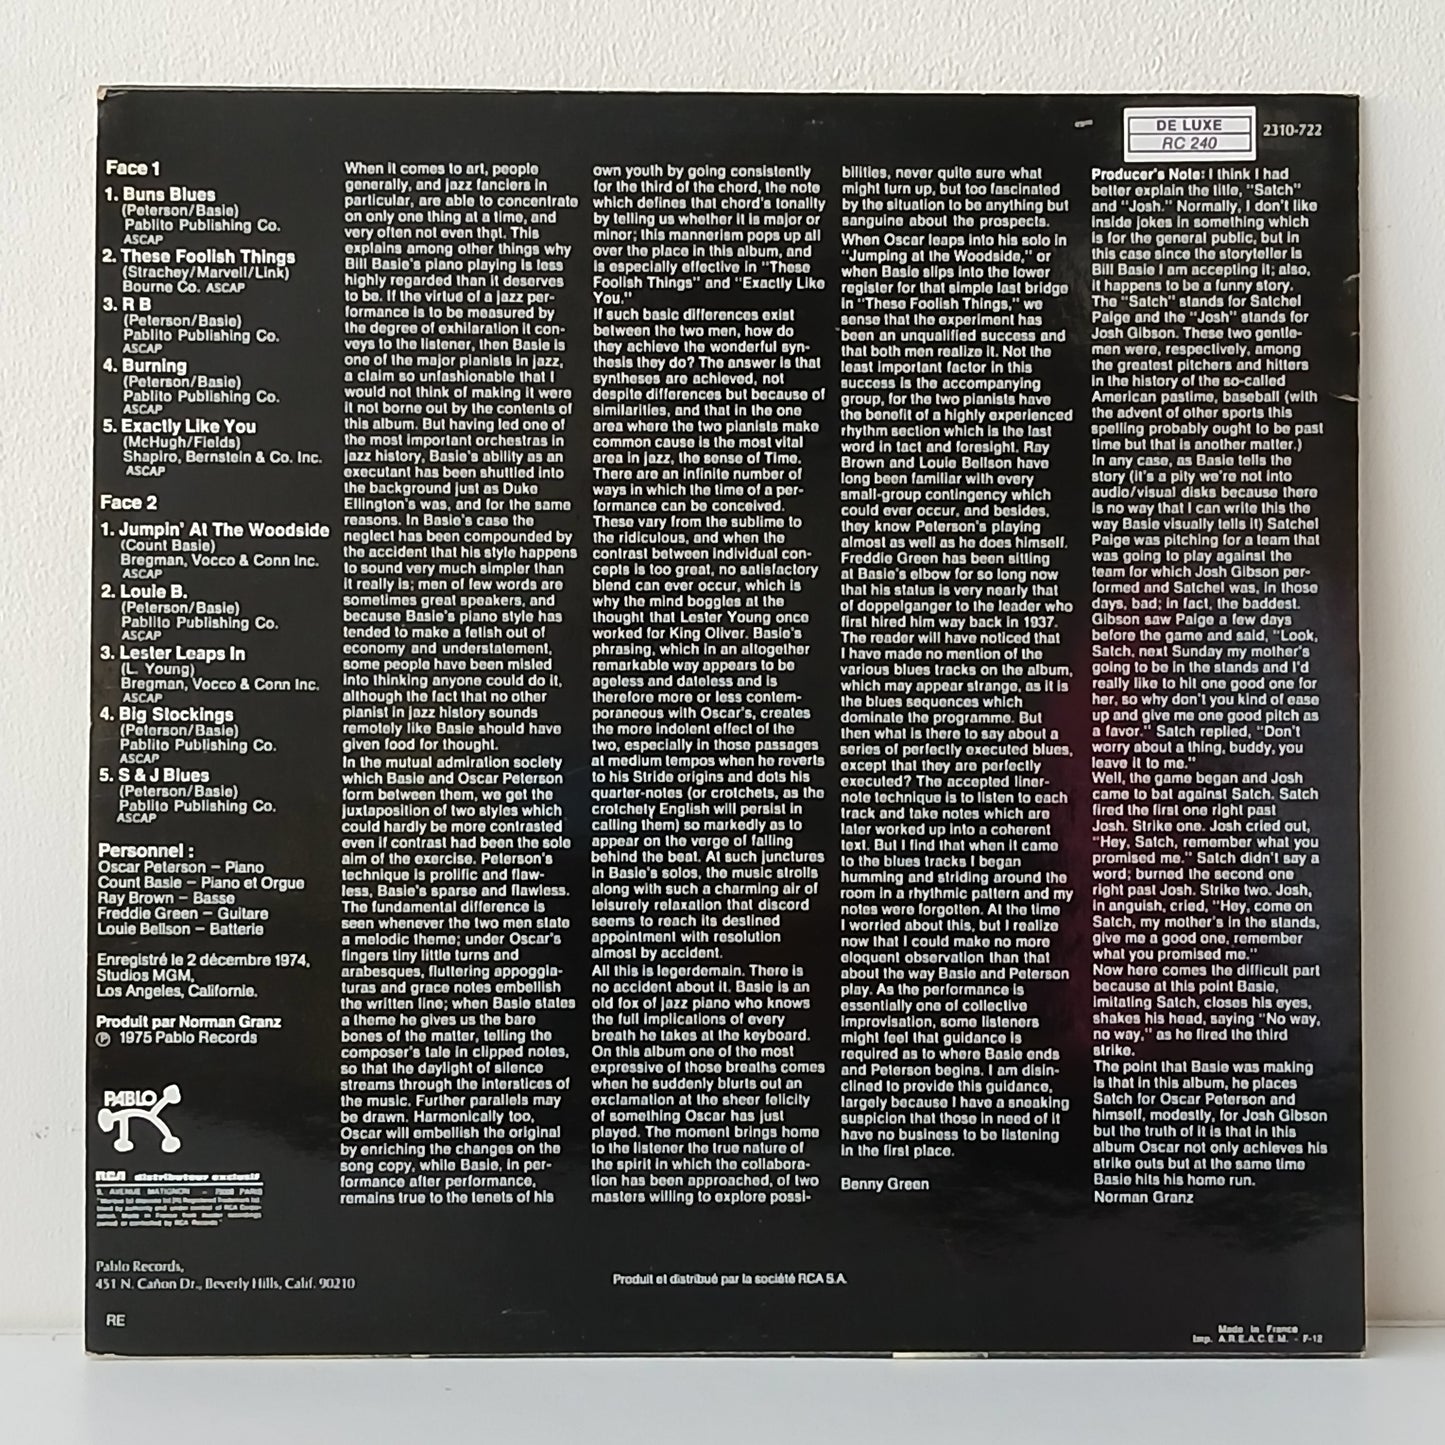 DE LUXE
RC 240
2310-722
Face 1
1. Buns Blues
(Peterson/Basie)
Pablito Publishing Co.
ASCAP
2. These Foolish Things
(Strachey/Marvell/Link)
Bourne Co. ASCAP
3. R B
(Peterson/Basie)
Pablito Publishing Co.
ASCAP
4. Burning
(Peterson/Basie)
Pablito Publishing Co.
ASCAP
5. Exactly Like You
(McHugh/Fields)
Shapiro, Bernstein & Co. Inc.
ASCAP
Face 2
1. Jumpin' At The Woodside
(Count Basie)
Bregman, Vocco & Conn Inc.
ASCAP
2. Louie B.
(Peterson/Basie)
Pablito Publishing Co.
ASCAP
3. Lester Leaps In
(L. Young)
Bregman, Vocco & Conn Inc.
ASCAP
4. Big Stockings
(Peterson/Basie)
Pablito Publishing Co.
ASCAP
5. S & J Blues
(Peterson/Basie)
Pablito Publishing Co.
ASCAP
Personnel :
Oscar Peterson – Piano
Count Basie – Piano et Orgue
Ray Brown – Basse
Freddie Green – Guitare
Louie Bellson – Batterie
Enregistré le 2 décembre 1974,
Studios MGM,
Los Angeles, Californie.
Produit par Norman Granz
℗ 1975 Pablo Records
PABLO
RCA distributeur exclusif
9, AVENUE MATIGNON – 75008 PARIS
Pablo Records,
451 N. Cañon Dr., Beverly Hills, Calif. 90210
RE
When it comes to art, people
generally, and jazz fanciers in
particular, are able to concentrate
on only one thing at a time, and
very often not even that. This
explains among other things why
Bill Basie's piano playing is less
highly regarded than it deserves
to be. If the virtue of a jazz per-
formance is to be measured by
the degree of exhilaration it con-
veys to the listener, then Basie is
one of the major pianists in jazz,
a claim so unfashionable that I
would not think of making it were
it not borne out by the contents of
this album. But having led one of
the most important orchestras in
jazz history, Basie's ability as an
executant has been shuttled into
the background just as Duke
Ellington's was, and for the same
reasons. In Basie's case the
neglect has been compounded by
the accident that his style happens
to sound very much simpler than
it really is; men of few words are
sometimes great speakers, and
because Basie's piano style has
tended to make a fetish out of
economy and understatement,
some people have been misled
into thinking anyone could do it,
although the fact that no other
pianist in jazz history sounds
remotely like Basie should have
given food for thought.
In the mutual admiration society
which Basie and Oscar Peterson
form between them, we get the
juxtaposition of two styles which
could hardly be more contrasted
even if contrast had been the sole
aim of the exercise. Peterson's
technique is prolific and flaw-
less, Basie's sparse and flawless.
The fundamental difference is
seen whenever the two men state
a melodic theme; under Oscar's
fingers tiny little turns and
arabesques, fluttering appoggia-
turas and grace notes embellish
the written line; when Basie states
a theme he gives us the bare
bones of the matter, telling the
composer's tale in clipped notes,
so that the daylight of silence
streams through the interstices of
the music. Further parallels may
be drawn. Harmonically too,
Oscar will embellish the original
by enriching the changes on the
song copy, while Basie, in per-
formance after performance,
remains true to the tenets of his
own youth by going consistently
for the third of the chord, the note
which defines that chord's tonality
by telling us whether it is major or
minor; this mannerism pops up all
over the place in this album, and
is especially effective in "These
Foolish Things" and "Exactly Like
You."
If such basic differences exist
between the two men, how do
they achieve the wonderful syn-
thesis they do? The answer is that
syntheses are achieved, not
despite differences but because of
similarities, and that in the one
area where the two pianists make
common cause is the most vital
area in jazz, the sense of Time.
There are an infinite number of
ways in which the time of a per-
formance can be conceived.
These vary from the sublime to
the ridiculous, and when the
contrast between individual con-
cepts is too great, no satisfactory
blend can ever occur, which is
why the mind boggles at the
thought that Lester Young once
worked for King Oliver. Basie's
phrasing, which in an altogether
remarkable way appears to be
ageless and dateless and is
therefore more or less contem-
poraneous with Oscar's, creates
the more indolent effect of the
two, especially in those passages
at medium tempos when he reverts
to his Stride origins and dots his
quarter-notes (or crotchets, as the
crotchety English will persist in
calling them) so markedly as to
appear on the verge of falling
behind the beat. At such junctures
in Basie's solos, the music strolls
along with such a charming air of
leisurely relaxation that discord
seems to reach its destined
appointment with resolution
almost by accident.
All this is legerdemain. There is
no accident about it. Basie is an
old fox of jazz piano who knows
the full implications of every
breath he takes at the keyboard.
On this album one of the most
expressive of those breaths comes
when he suddenly blurts out an
exclamation at the sheer felicity
of something Oscar has just
played. The moment brings home
to the listener the true nature of
the spirit in which the collabora-
tion has been approached, of two
masters willing to explore possi-
bilities, never quite sure what
might turn up, but too fascinated
by the situation to be anything but
sanguine about the prospects.
When Oscar leaps into his solo in
"Jumping at the Woodside," or
when Basie slips into the lower
register for that simple last bridge
in "These Foolish Things," we
sense that the experiment has
been an unqualified success and
that both men realize it. Not the
least important factor in this
success is the accompanying
group, for the two pianists have
the benefit of a highly experienced
rhythm section which is the last
word in tact and foresight. Ray
Brown and Louie Bellson have
long been familiar with every
small-group contingency which
could ever occur, and besides,
they know Peterson's playing
almost as well as he does himself.
Freddie Green has been sitting
at Basie's elbow for so long now
that his status is very nearly that
of doppelganger to the leader who
first hired him way back in 1937.
The reader will have noticed that
I have made no mention of the
various blues tracks on the album,
which may appear strange, as it is
the blues sequences which
dominate the programme. But
then what is there to say about a
series of perfectly executed blues,
except that they are perfectly
executed? The accepted liner-
note technique is to listen to each
track and take notes which are
later worked up into a coherent
text. But I find that when it came
to the blues tracks I began
humming and striding around the
room in a rhythmic pattern and my
notes were forgotten. At the time
I worried about this, but I realize
now that I could make no more
eloquent observation than that
about the way Basie and Peterson
play. As the performance is
essentially one of collective
improvisation, some listeners
might feel that guidance is
required as to where Basie ends
and Peterson begins. I am disin-
clined to provide this guidance,
largely because I have a sneaking
suspicion that those in need of it
have no business to be listening
in the first place.
Benny Green
Producer's Note: I think I had
better explain the title, "Satch"
and "Josh." Normally, I don't like
inside jokes in something which
is for the general public, but in
this case since the storyteller is
Bill Basie I am accepting it; also,
it happens to be a funny story.
The "Satch" stands for Satchel
Paige and the "Josh" stands for
Josh Gibson. These two gentle-
men were, respectively, among
the greatest pitchers and hitters
in the history of the so-called
American pastime, baseball (with
the advent of other sports this
spelling probably ought to be past
time but that is another matter.)
In any case, as Basie tells the
story (it's a pity we're not into
audio/visual disks because there
is no way that I can write this the
way Basie visually tells it) Satchel
Paige was pitching for a team that
was going to play against the
team for which Josh Gibson per-
formed and Satchel was, in those
days, bad; in fact, the baddest.
Gibson saw Paige a few days
before the game and said, "Look,
Satch, next Sunday my mother's
going to be in the stands and I'd
really like to hit one good one for
her, so why don't you kind of ease
up and give me one good pitch as
a favor." Satch replied, "Don't
worry about a thing, buddy, you
leave it to me."
Well, the game began and Josh
came to bat against Satch. Satch
fired the first one right past
Josh. Strike one. Josh cried out,
"Hey, Satch, remember what you
promised me." Satch didn't say a
word; burned the second one
right past Josh. Strike two. Josh,
in anguish, cried, "Hey, come on
Satch, my mother's in the stands,
give me a good one, remember
what you promised me."
Now here comes the difficult part
because at this point Basie,
imitating Satch, closes his eyes,
shakes his head, saying "No way,
no way," as he fired the third
strike.
The point that Basie was making
is that in this album, he places
Satch for Oscar Peterson and
himself, modestly, for Josh Gibson
but the truth of it is that in this
album Oscar not only achieves his
strike outs but at the same time
Basie hits his home run.
Norman Granz
Produit et distribué par la société RCA S.A.
Made in France
Imp. A.R.E.A.C.E.M. - F-12